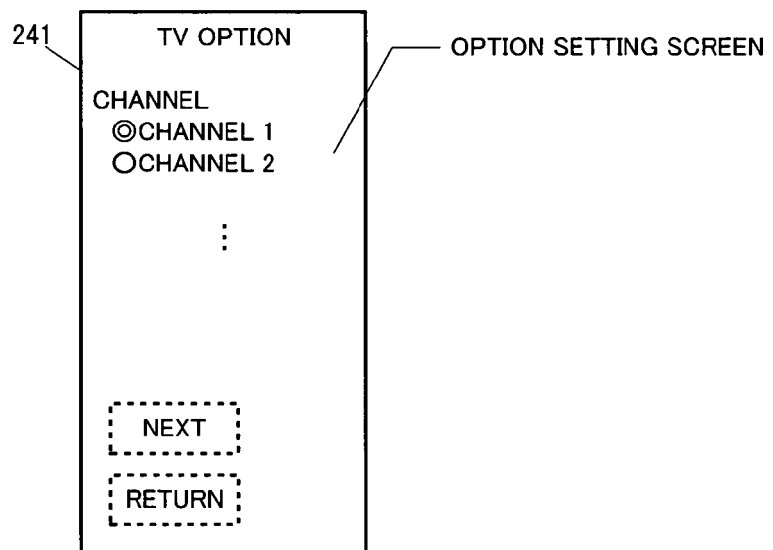 241
TV OPTION
OPTION SETTING SCREEN
CHANNEL
◎CHANNEL 1
○CHANNEL 2
⋮
NEXT
RETURN